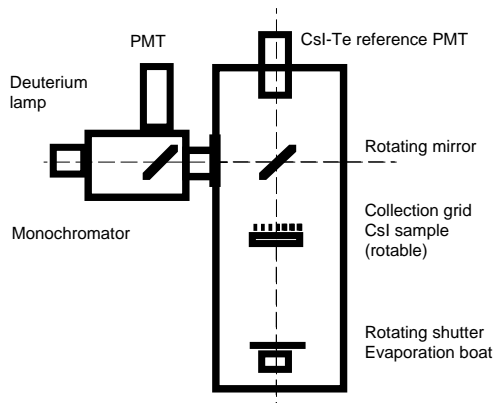 PMT
CsI-Te reference PMT
Deuterium
lamp
Rotating mirror
Collection grid
CsI sample
(rotable)
Monochromator
Rotating shutter
Evaporation boat